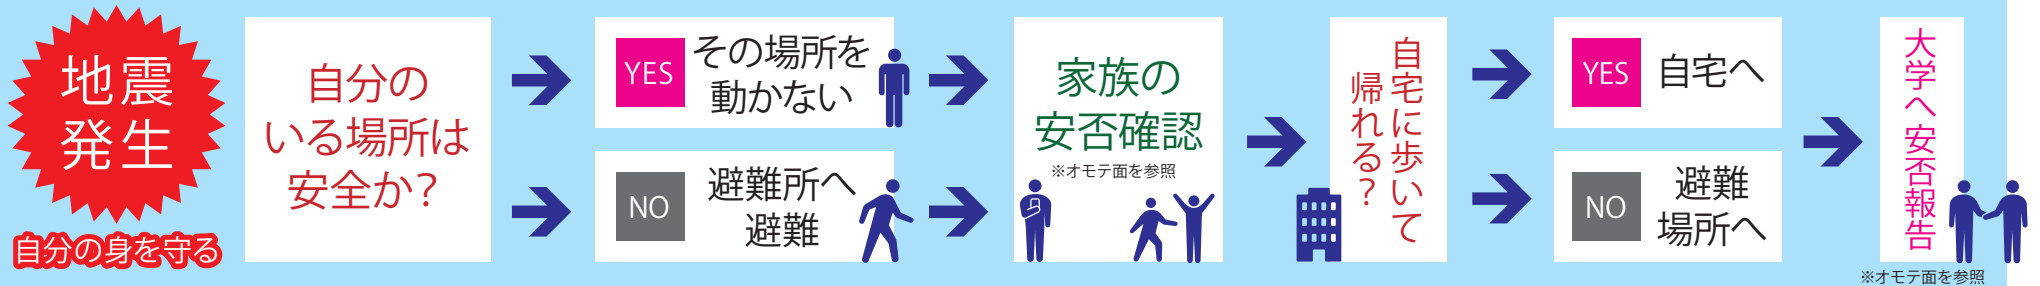 地震
発生
自分の身を守る
自分の
いる場所は
安全か？
YES
その場所を
動かない
NO
避難所へ
避難
家族の
安否確認
※オモテ面を参照
自宅に歩いて
帰れる？
YES
自宅へ
NO
避難
場所へ
大学へ安否報告
※オモテ面を参照